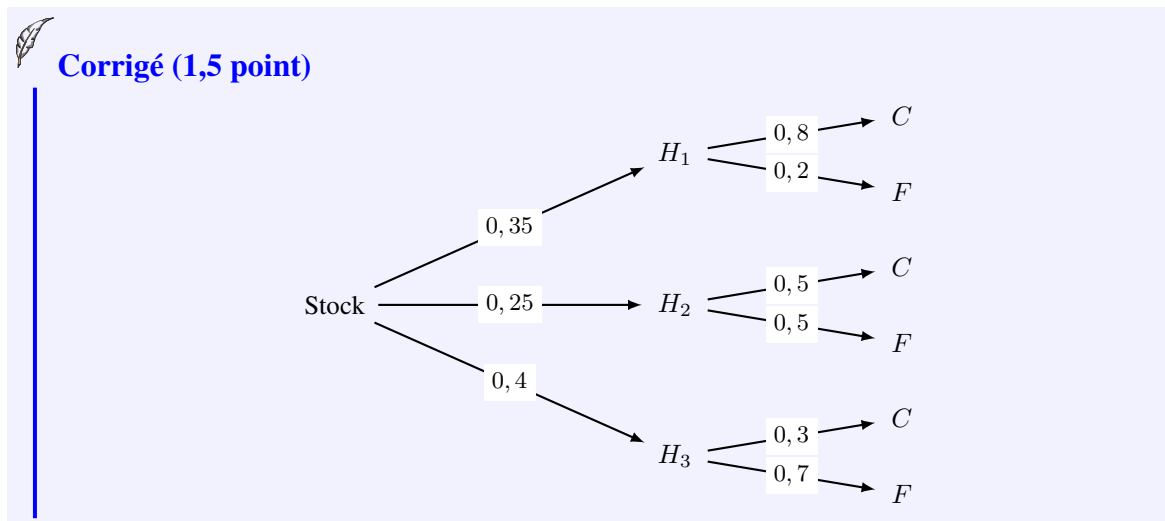 Corrigé (1,5 point)
C
0, 8
H₁
0, 2
F
0, 35
C
0, 5
Stock
0, 25
H₂
0, 5
F
0, 4
C
0, 3
H₃
0, 7
F